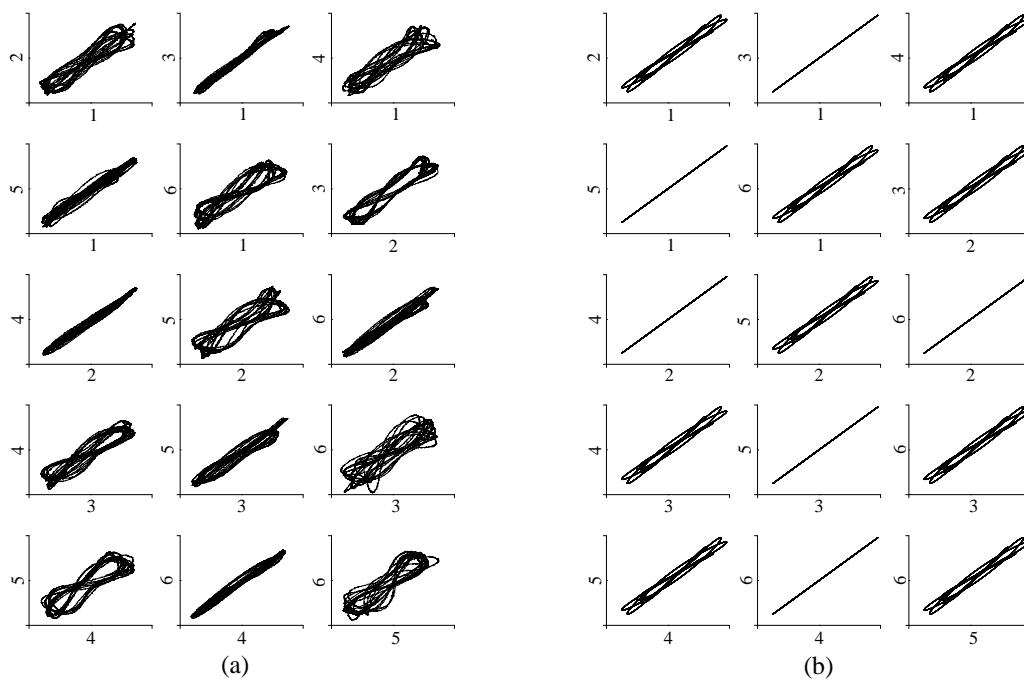 2 3 4 2 3 4
1 1 1 1 1 1
5 6 3 5 6 3
1 1 2 1 1 2
4 5 6 4 5 6
2 2 2 2 2 2
4 5 6 4 5 6
3 3 3 3 3 3
5 6 6 5 6 6
4 4 5 4 4 5
(a) (b)